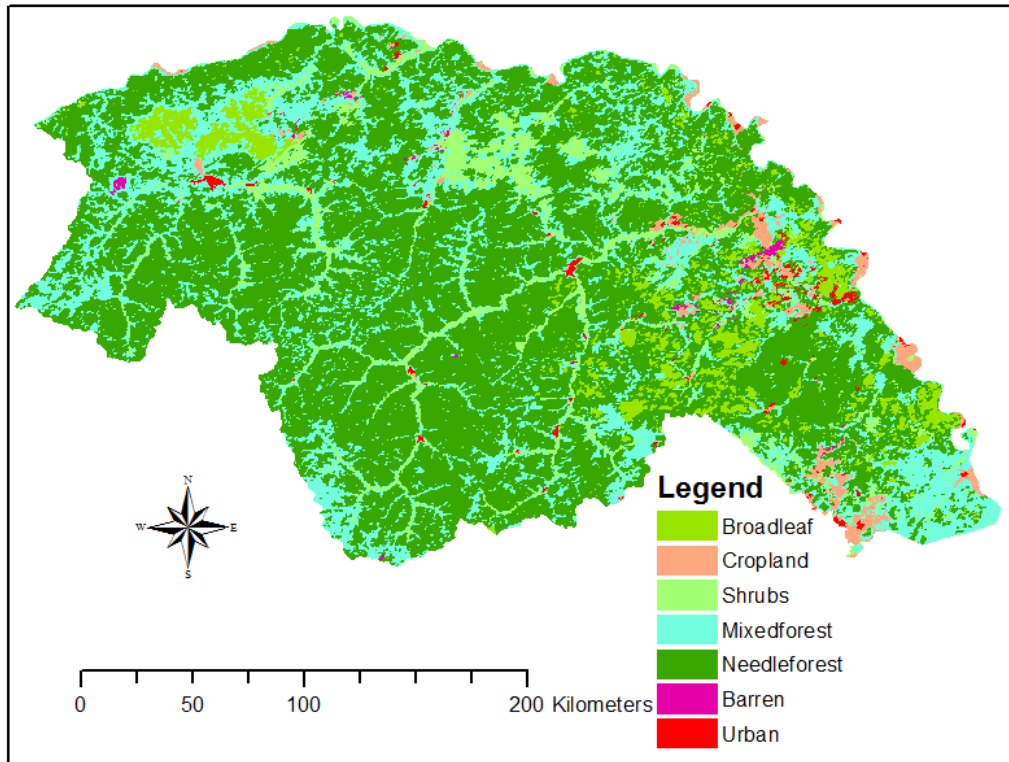 N
W E
S
Legend
Broadleaf
Cropland
Shrubs
Mixedforest
Needleforest
Barren
Urban
0 50 100 200 Kilometers